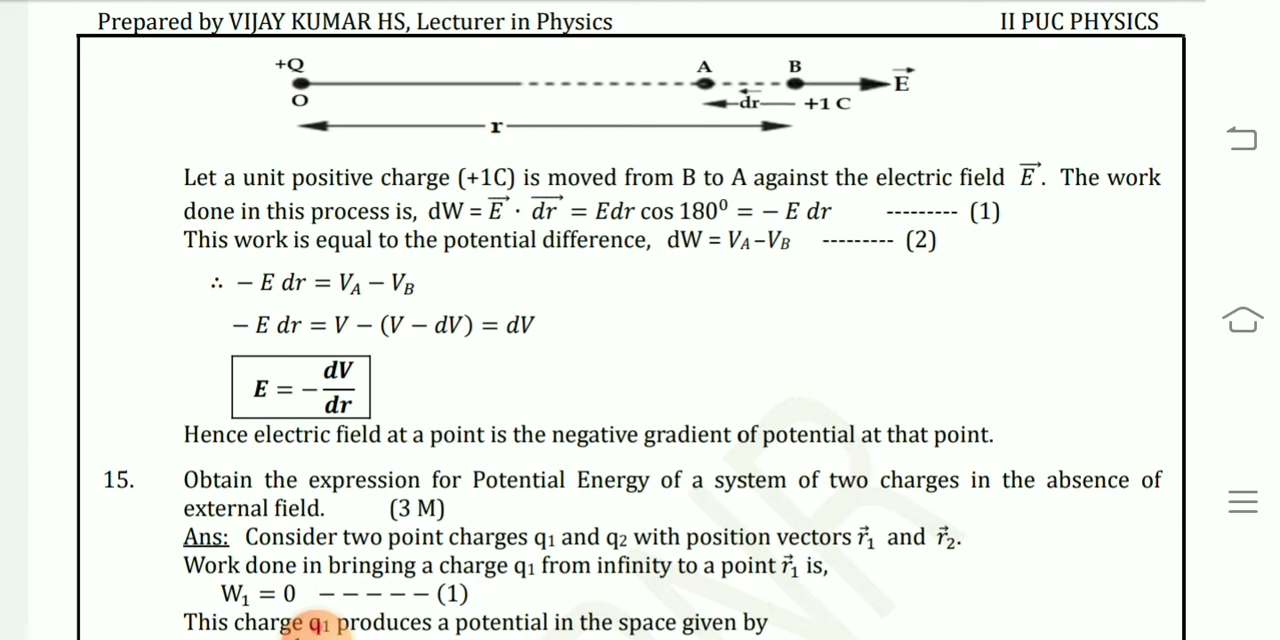 Prepared by VIJAY KUMAR HS, Lecturer in Physics II PUC PHYSICS
+Q A B E⃗
O dr⃖ +1 C
r
Let a unit positive charge (+1C) is moved from B to A against the electric field E⃗. The work
done in this process is, dW = E⃗ · dr⃗ = Edr cos 180⁰ = − E dr --------- (1)
This work is equal to the potential difference, dW = V_A−V_B --------- (2)
∴ − E dr = V_A − V_B
− E dr = V − (V − dV) = dV
E = − dV/dr
Hence electric field at a point is the negative gradient of potential at that point.
15. Obtain the expression for Potential Energy of a system of two charges in the absence of
external field. (3 M)
Ans: Consider two point charges q₁ and q₂ with position vectors r⃗₁ and r⃗₂.
Work done in bringing a charge q₁ from infinity to a point r⃗₁ is,
W₁ = 0 − − − − − (1)
This charge q₁ produces a potential in the space given by